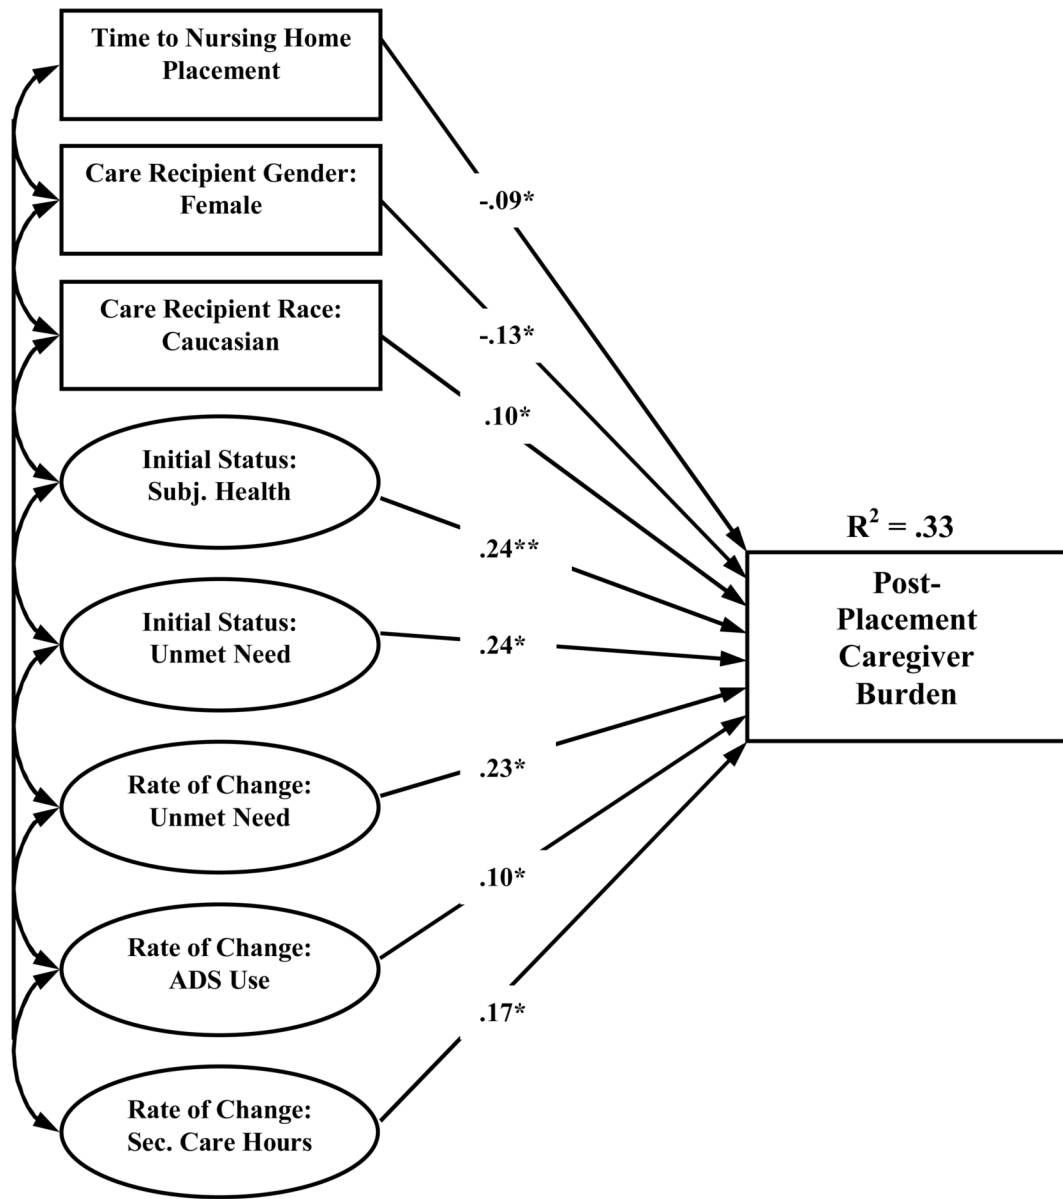 Time to Nursing Home
Placement
Care Recipient Gender:
Female
-.09*
Care Recipient Race:
Caucasian
-.13*
.10*
Initial Status:
Subj. Health
.24**
R² = .33
Post-
Placement
Caregiver
Burden
Initial Status:
Unmet Need
.24*
Rate of Change:
Unmet Need
.23*
.10*
Rate of Change:
ADS Use
.17*
Rate of Change:
Sec. Care Hours